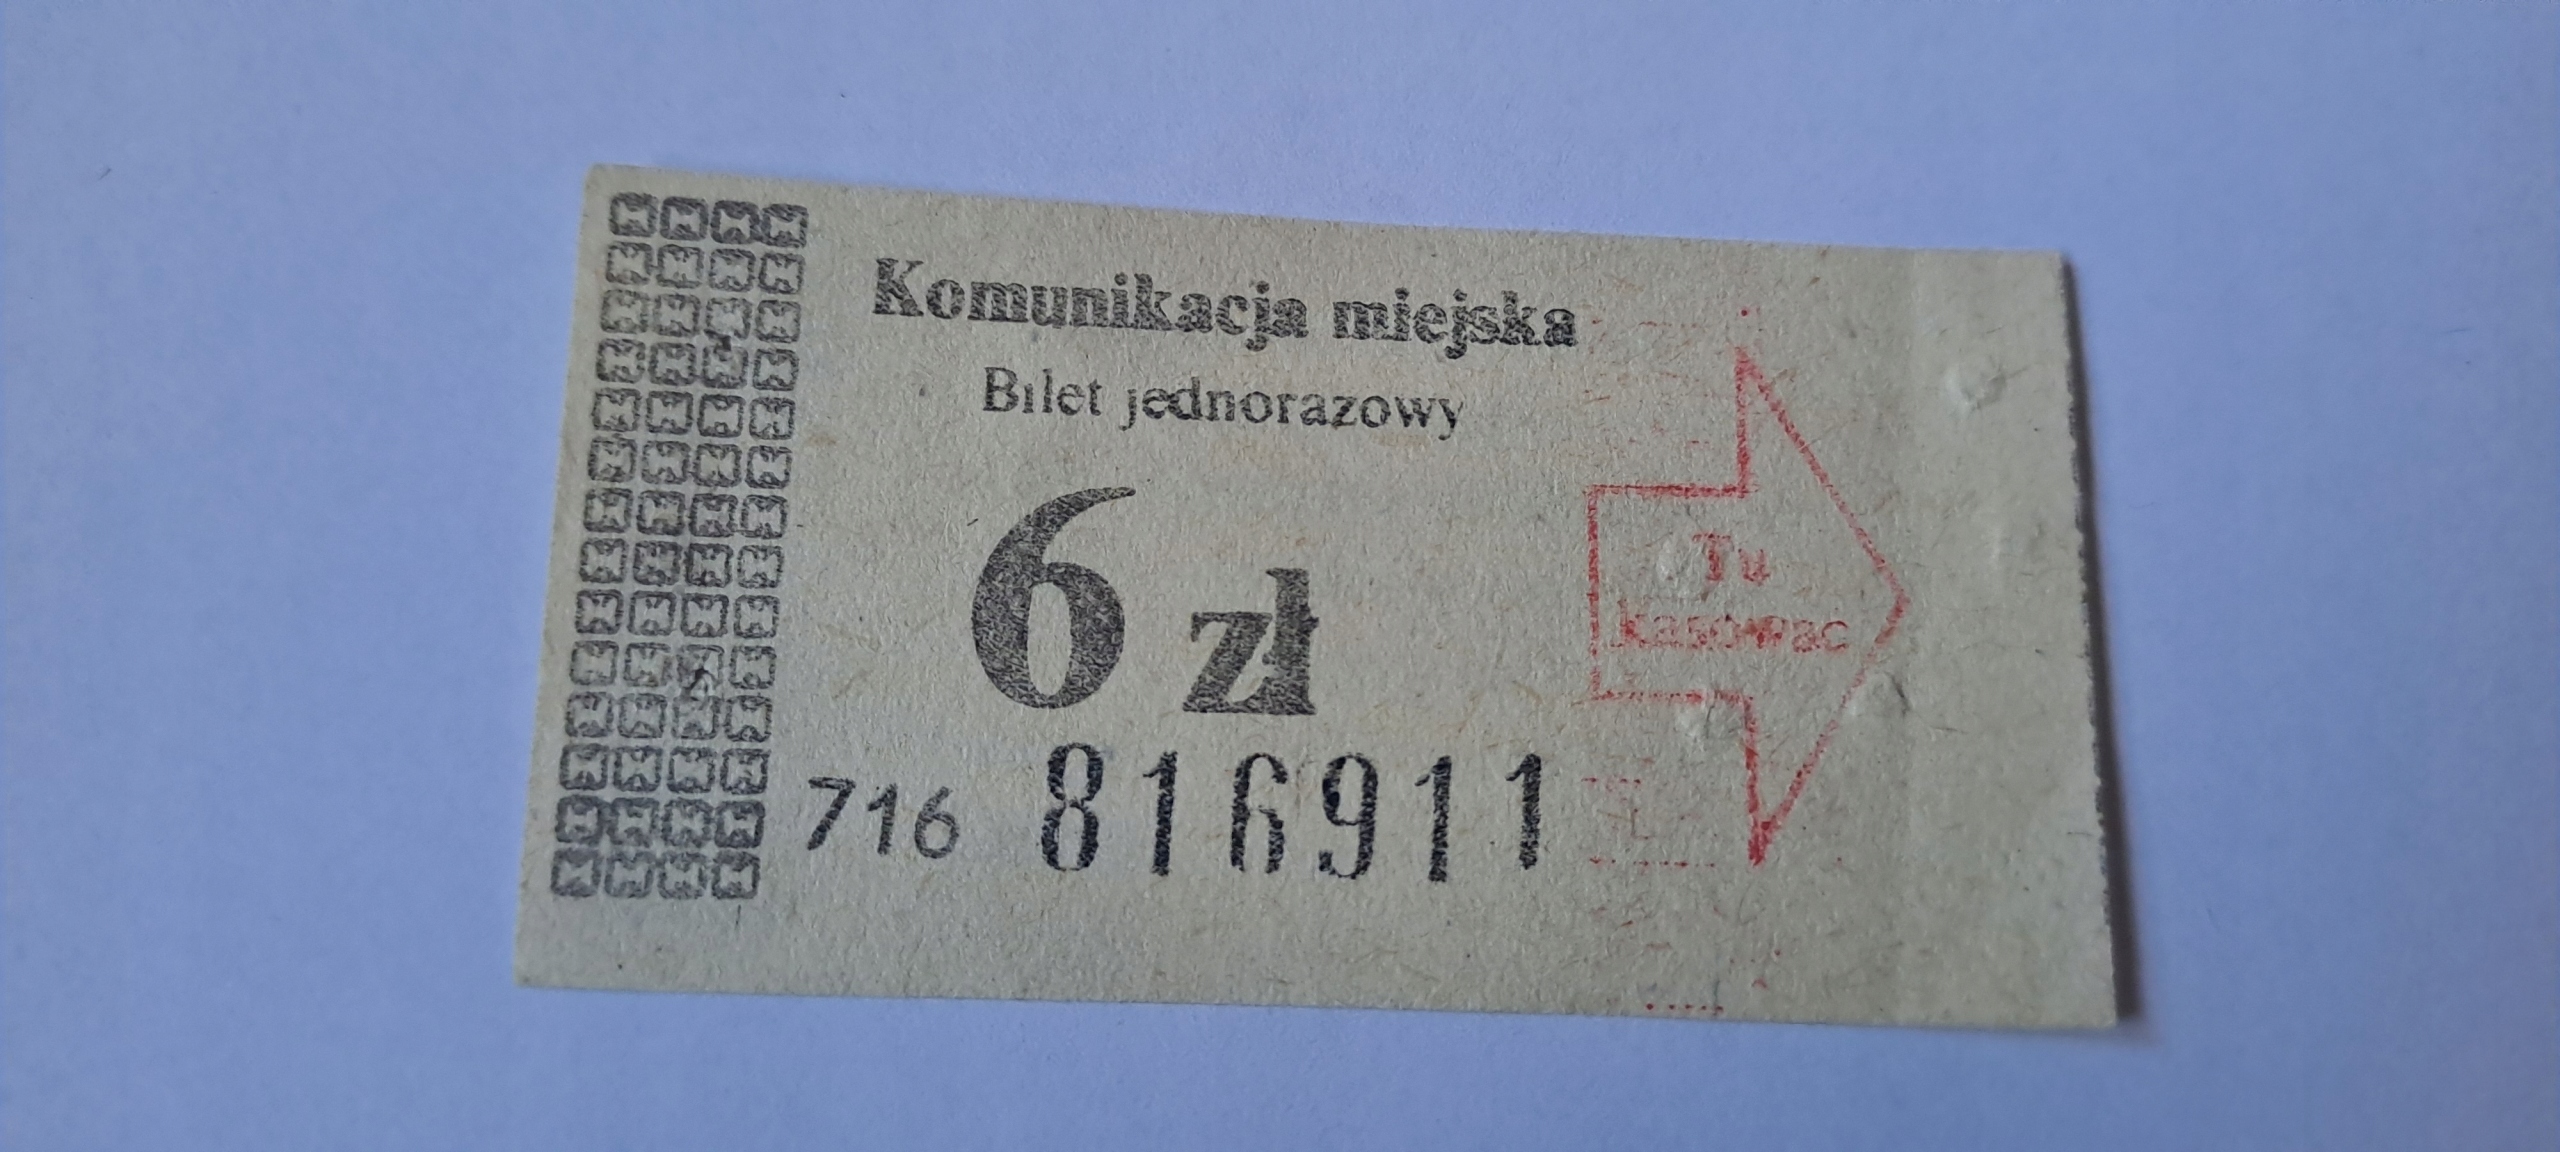 Komunikacja miejska
Bilet jednorazowy
6 zł
716 816911
Tu
kasować